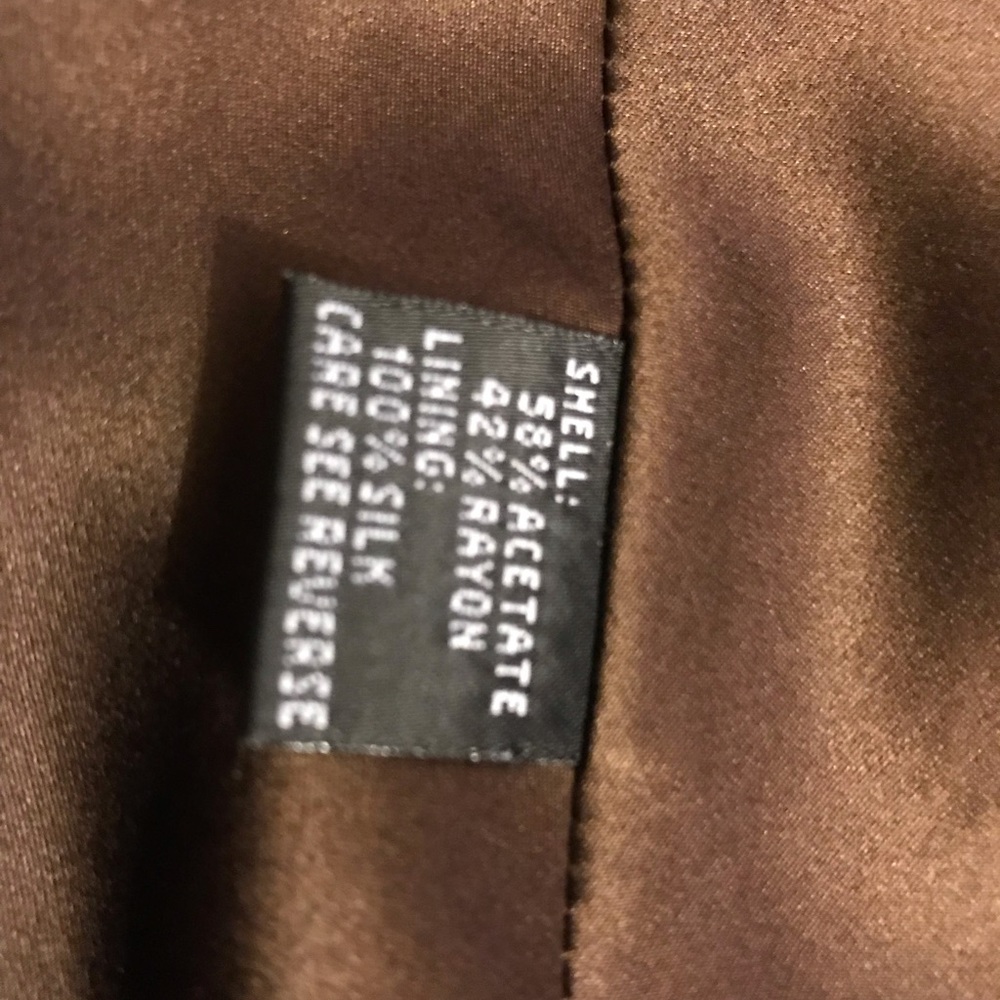 SHELL:
58% ACETATE
42% RAYON
LINING:
100% SILK
CARE SEE REVERSE